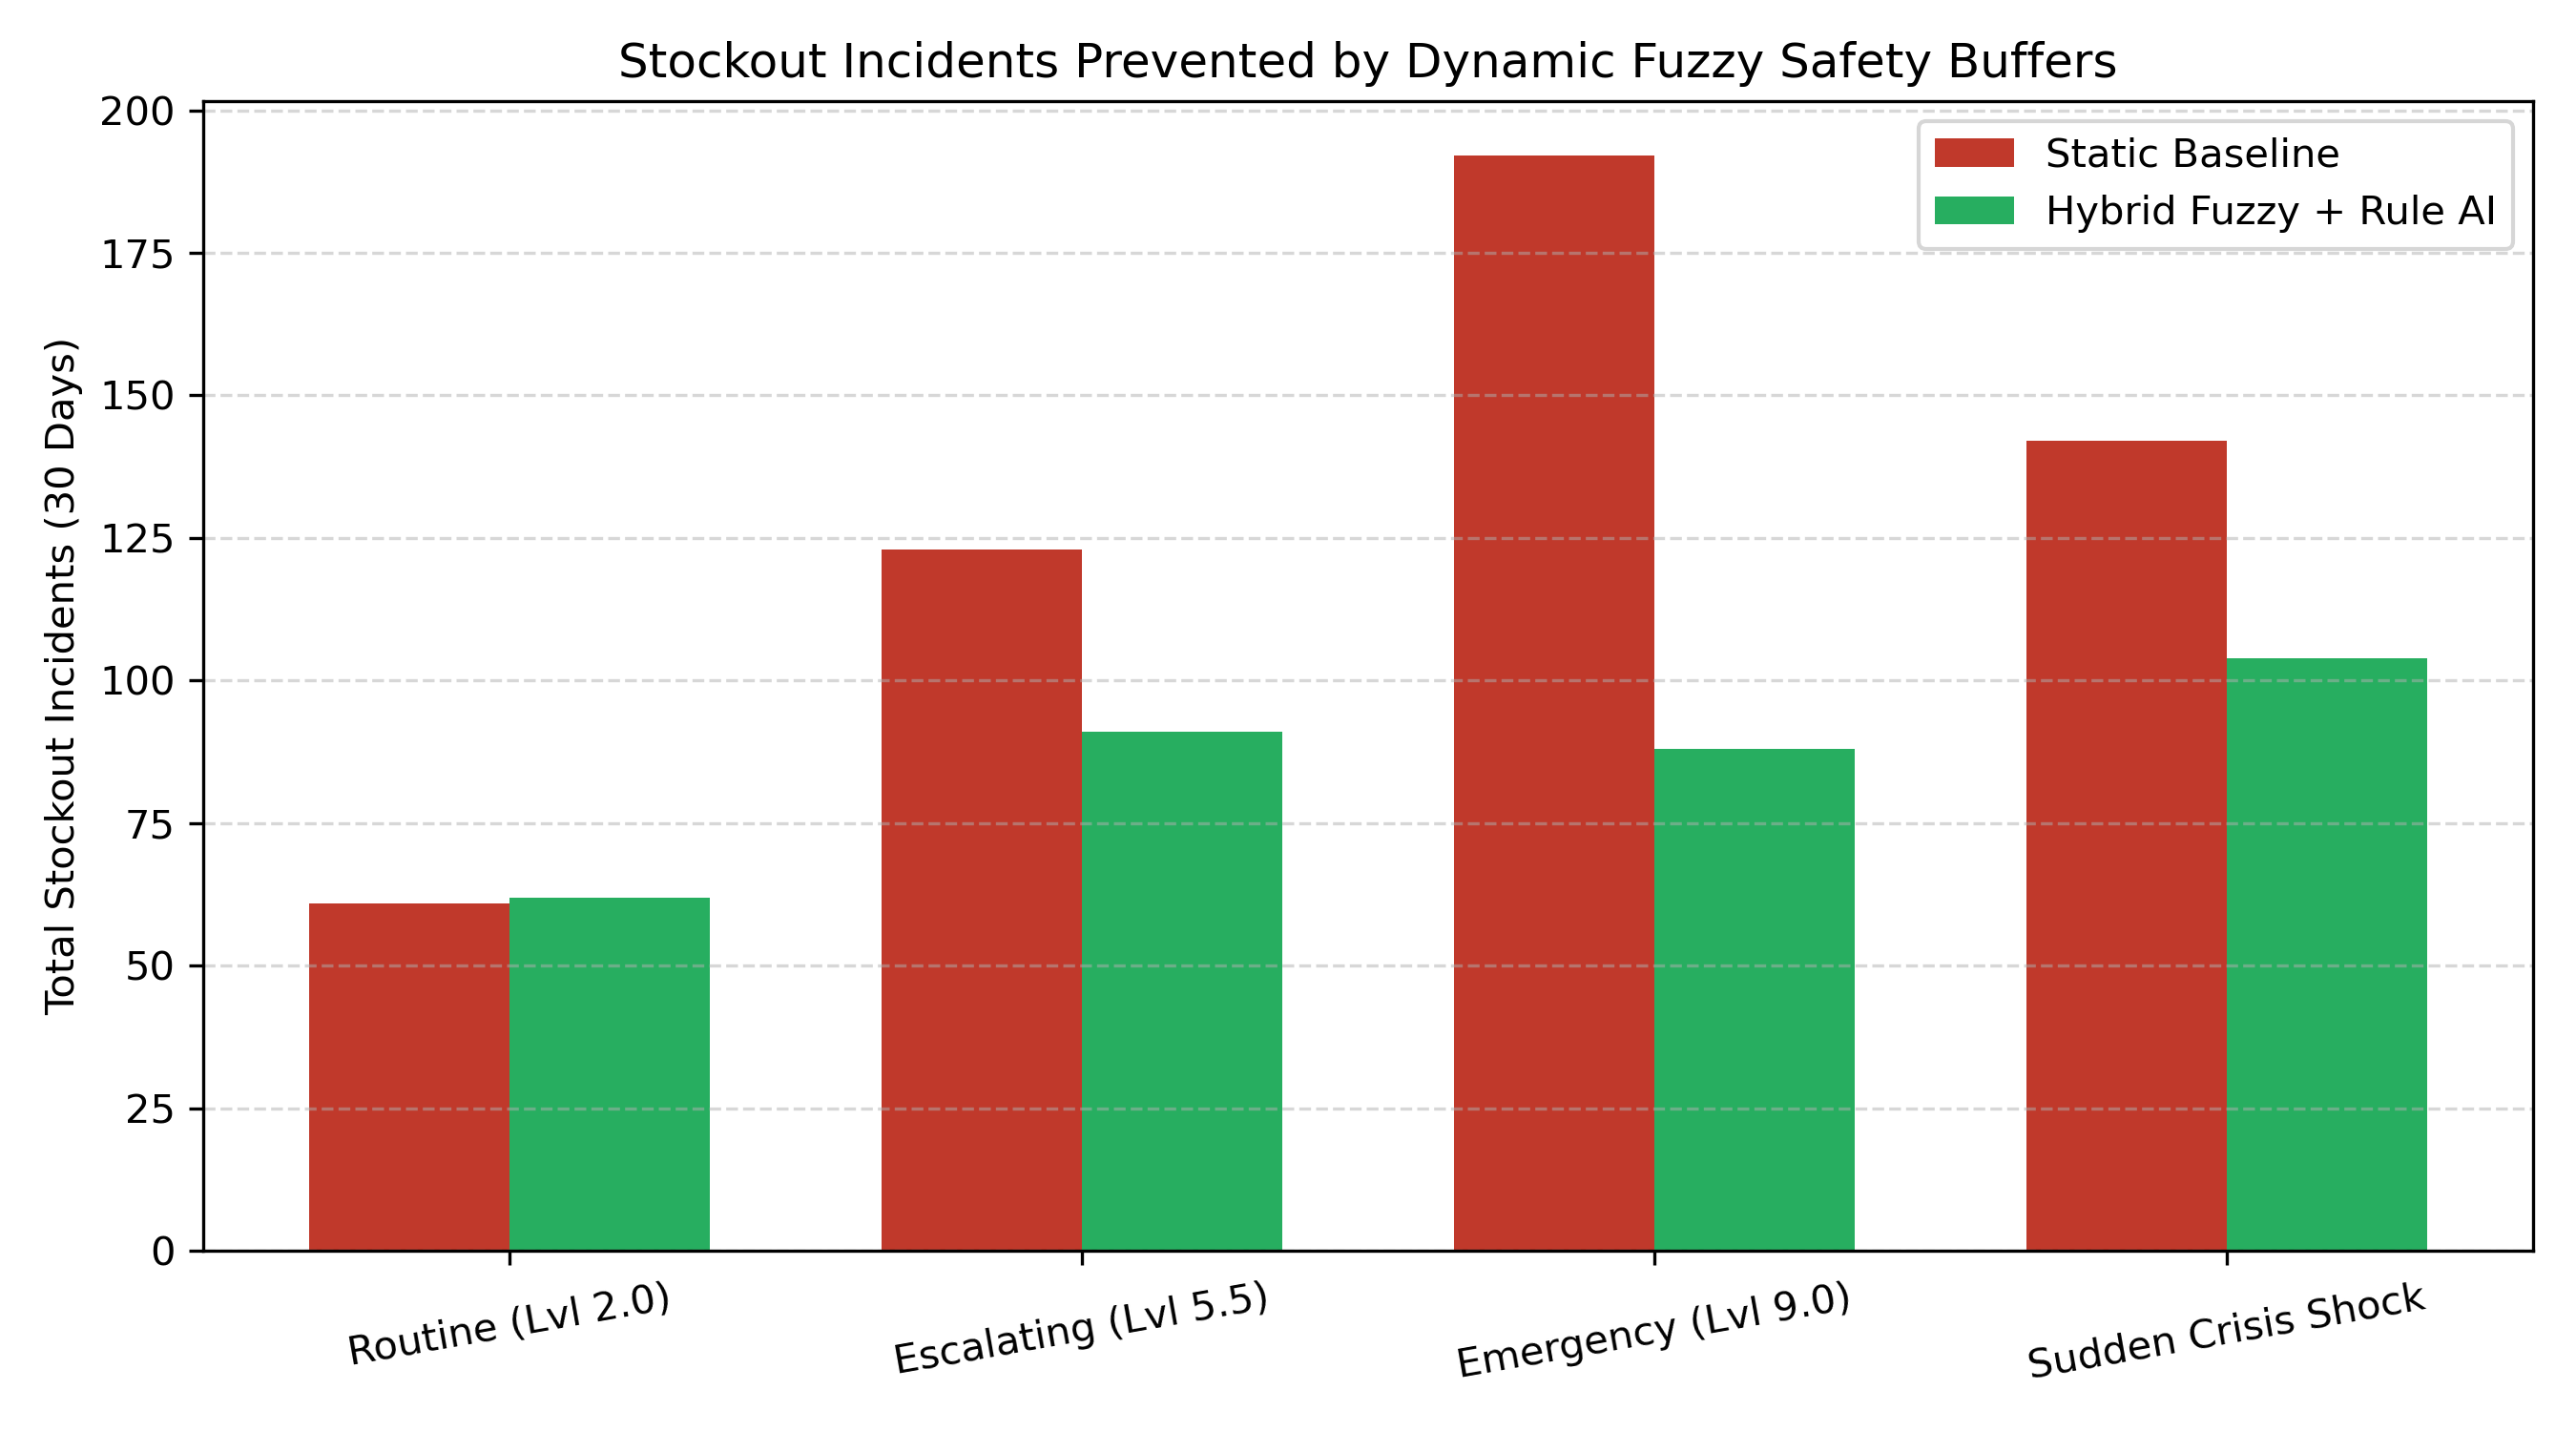 Stockout Incidents Prevented by Dynamic Fuzzy Safety Buffers
Total Stockout Incidents (30 Days)
200
175
150
125
100
75
50
25
0
Static Baseline
Hybrid Fuzzy + Rule AI
Routine (Lvl 2.0)
Escalating (Lvl 5.5)
Emergency (Lvl 9.0)
Sudden Crisis Shock